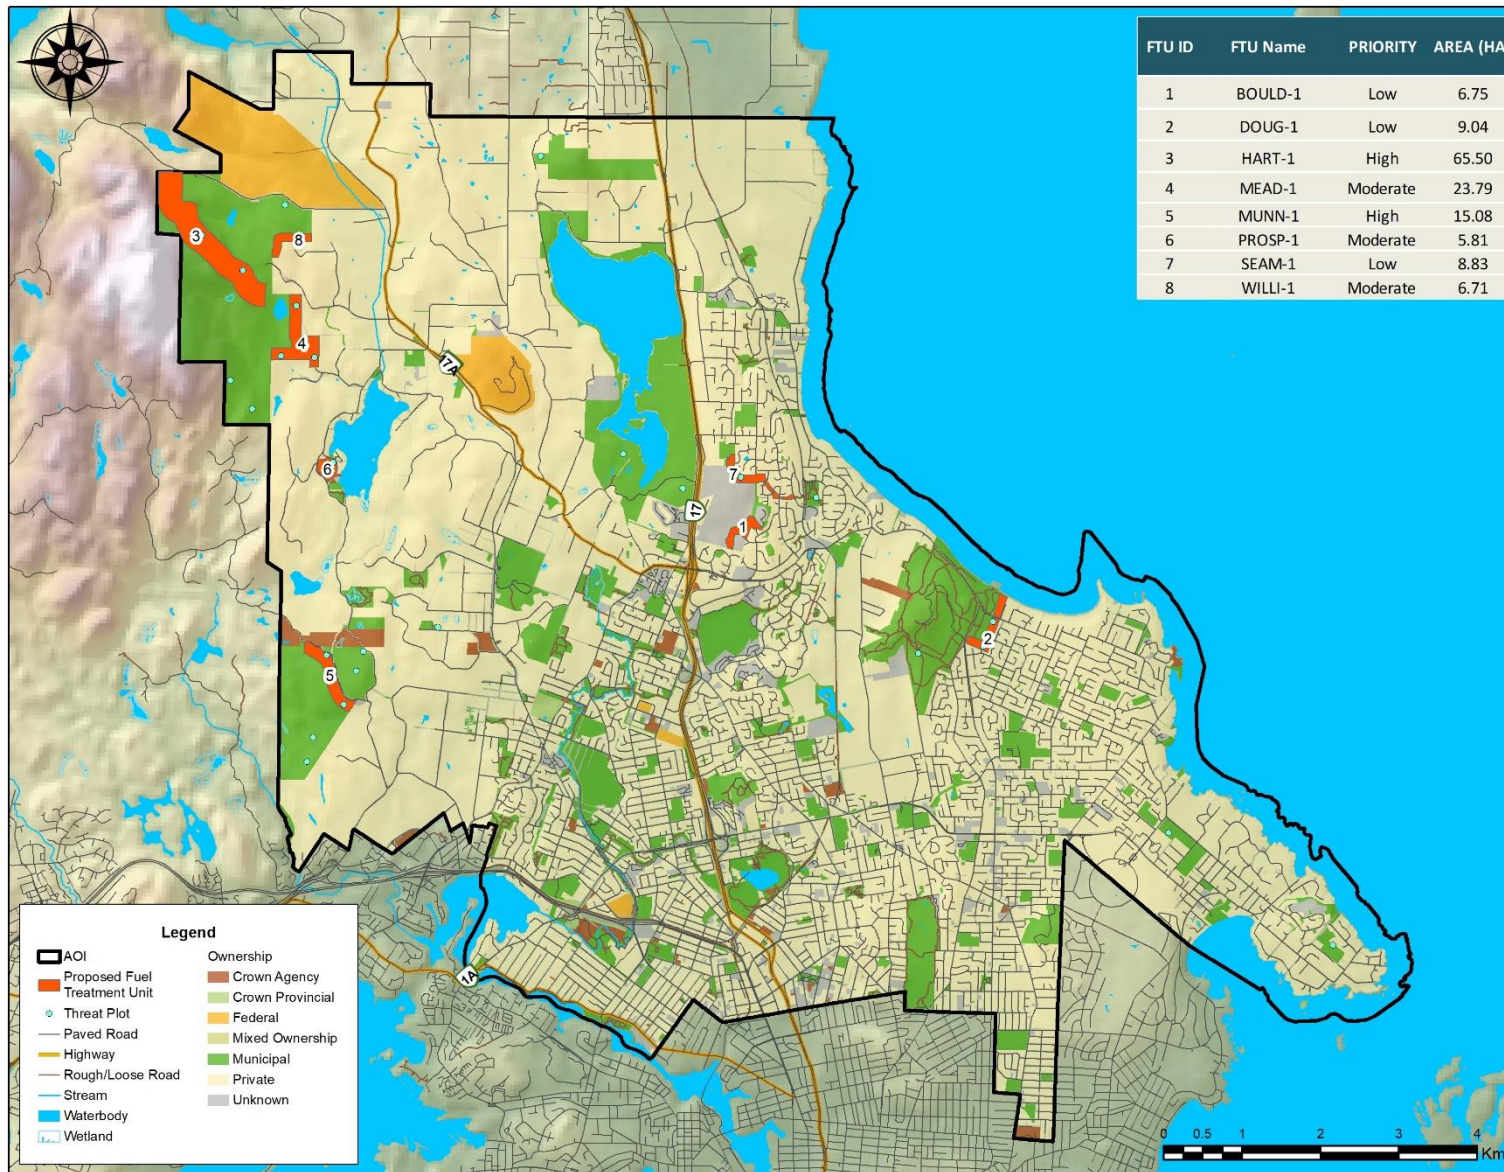 FTU ID FTU Name PRIORITY AREA (HA
1 BOULD-1 Low 6.75
2 DOUG-1 Low 9.04
3 HART-1 High 65.50
4 MEAD-1 Moderate 23.79
5 MUNN-1 High 15.08
6 PROSP-1 Moderate 5.81
7 SEAM-1 Low 8.83
8 WILLI-1 Moderate 6.71
3
8
4
17A
6
7
17
1
2
5
1A
Legend
AOI
Proposed Fuel
Treatment Unit
Threat Plot
Paved Road
Highway
Rough/Loose Road
Stream
Waterbody
Wetland
Ownership
Crown Agency
Crown Provincial
Federal
Mixed Ownership
Municipal
Private
Unknown
0 0.5 1 2 3 4
Km